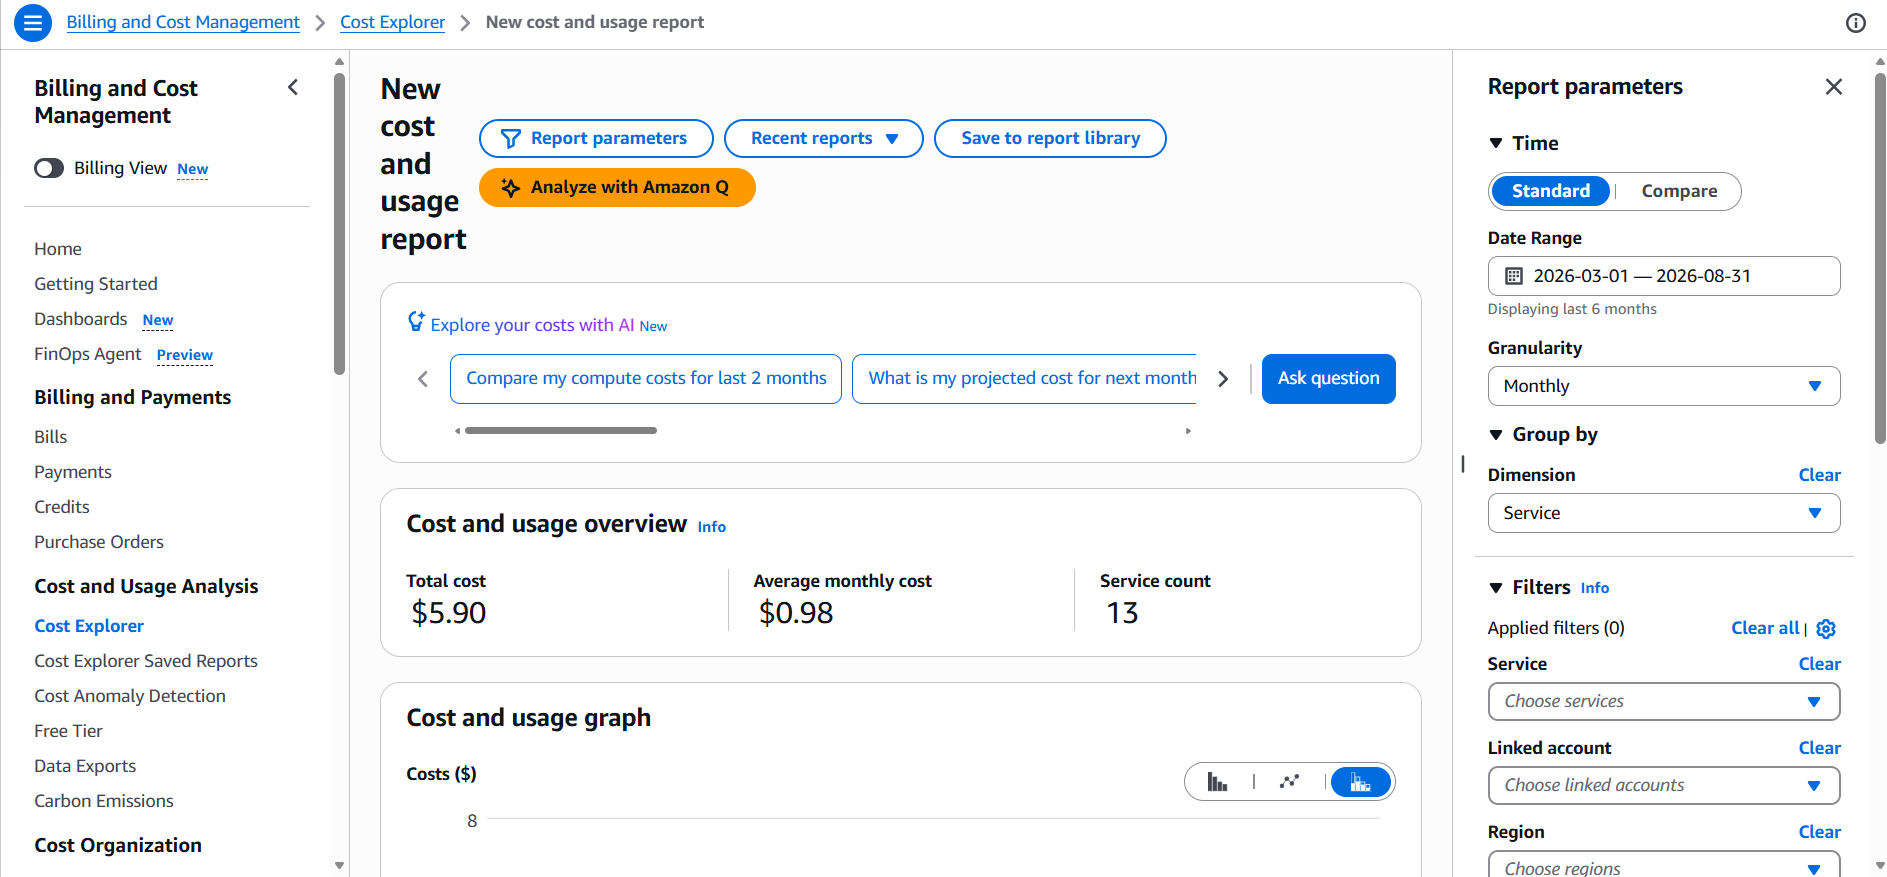 Billing and Cost Management > Cost Explorer > New cost and usage report
Billing and Cost Management
Billing View New
Home
Getting Started
Dashboards New
FinOps Agent Preview
Billing and Payments
Bills
Payments
Credits
Purchase Orders
Cost and Usage Analysis
Cost Explorer
Cost Explorer Saved Reports
Cost Anomaly Detection
Free Tier
Data Exports
Carbon Emissions
Cost Organization
New
cost
and
usage
report
Report parameters
Recent reports
Save to report library
Analyze with Amazon Q
Explore your costs with AI New
Compare my compute costs for last 2 months
What is my projected cost for next month
Ask question
Cost and usage overview Info
Total cost
$5.90
Average monthly cost
$0.98
Service count
13
Cost and usage graph
Costs ($)
8
Report parameters
Time
Standard
Compare
Date Range
2026-03-01 — 2026-08-31
Displaying last 6 months
Granularity
Monthly
Group by
Dimension Clear
Service
Filters Info
Applied filters (0) Clear all
Service Clear
Choose services
Linked account Clear
Choose linked accounts
Region Clear
Choose regions